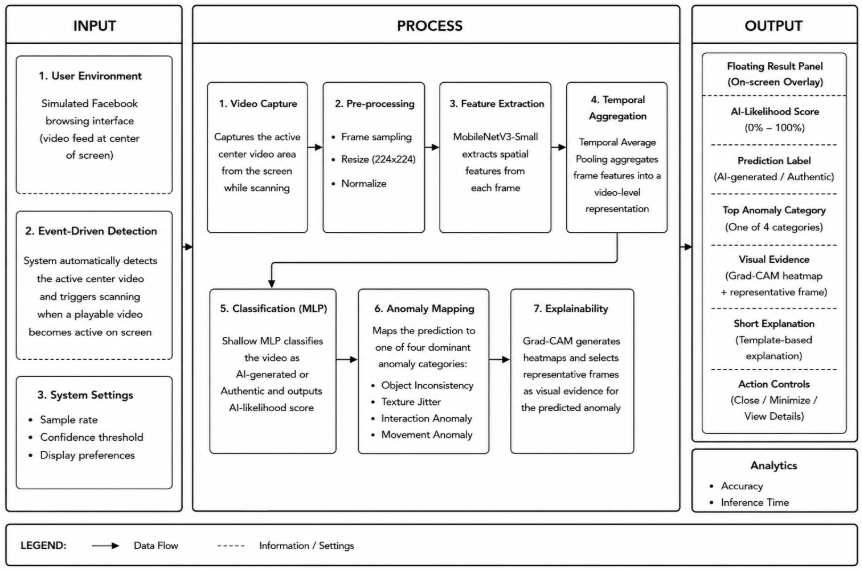 INPUT
1. User Environment
Simulated Facebook
browsing interface
(video feed at center
of screen)
2. Event-Driven Detection
System automatically detects
the active center video
and triggers scanning
when a playable video
becomes active on screen
3. System Settings
• Sample rate
• Confidence threshold
• Display preferences
PROCESS
1. Video Capture
Captures the active
center video area
from the screen
while scanning
2. Pre-processing
• Frame sampling
• Resize (224x224)
• Normalize
3. Feature Extraction
MobileNetV3-Small
extracts spatial
features from
each frame
4. Temporal
Aggregation
Temporal Average
Pooling aggregates
frame features into a
video-level
representation
5. Classification (MLP)
Shallow MLP classifies
the video as
AI-generated or
Authentic and outputs
AI-likelihood score
6. Anomaly Mapping
Maps the prediction to
one of four dominant
anomaly categories:
• Object Inconsistency
• Texture Jitter
• Interaction Anomaly
• Movement Anomaly
7. Explainability
Grad-CAM generates
heatmaps and selects
representative frames
as visual evidence for
the predicted anomaly
OUTPUT
Floating Result Panel
(On-screen Overlay)
AI-Likelihood Score
(0% – 100%)
Prediction Label
(AI-generated / Authentic)
Top Anomaly Category
(One of 4 categories)
Visual Evidence
(Grad-CAM heatmap
+ representative frame)
Short Explanation
(Template-based
explanation)
Action Controls
(Close / Minimize /
View Details)
Analytics
• Accuracy
• Inference Time
LEGEND:
Data Flow
Information / Settings